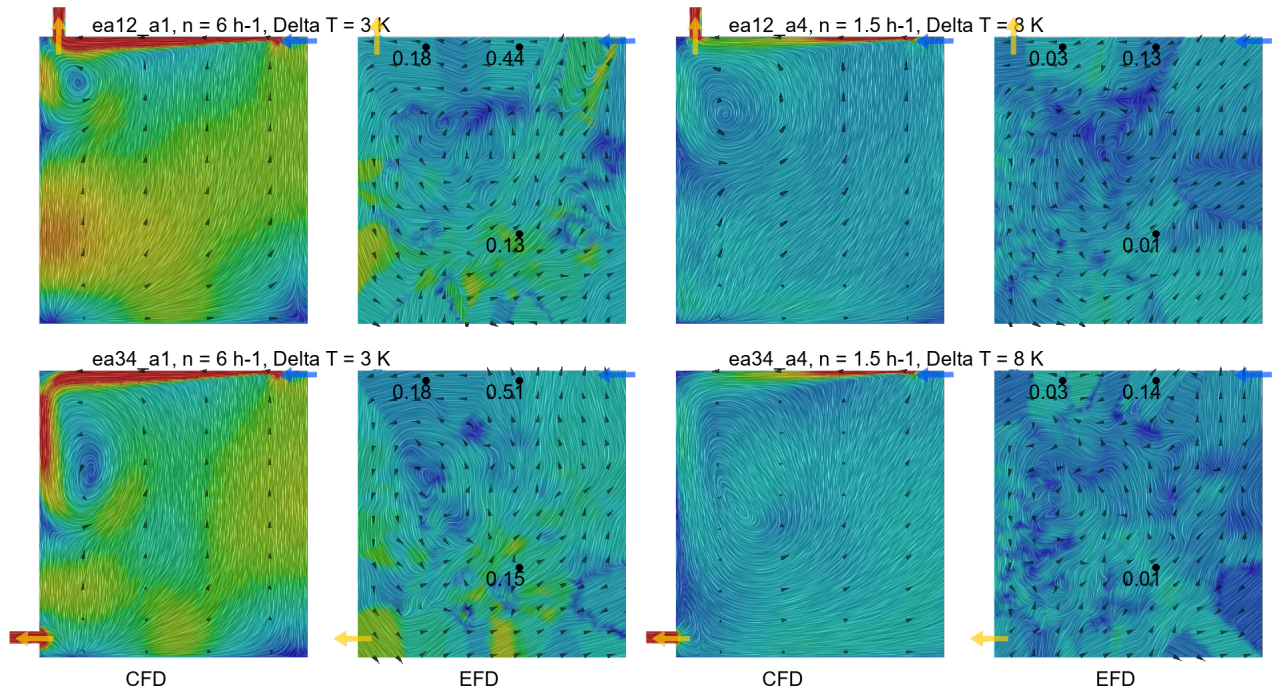 ea12_a1, n = 6 h-1, Delta T = 3 K
ea12_a4, n = 1.5 h-1, Delta T = 8 K
0.18
0.44
0.03
0.13
0.13
0.01
ea34_a1, n = 6 h-1, Delta T = 3 K
ea34_a4, n = 1.5 h-1, Delta T = 8 K
0.18
0.51
0.03
0.14
0.15
0.01
CFD
EFD
CFD
EFD